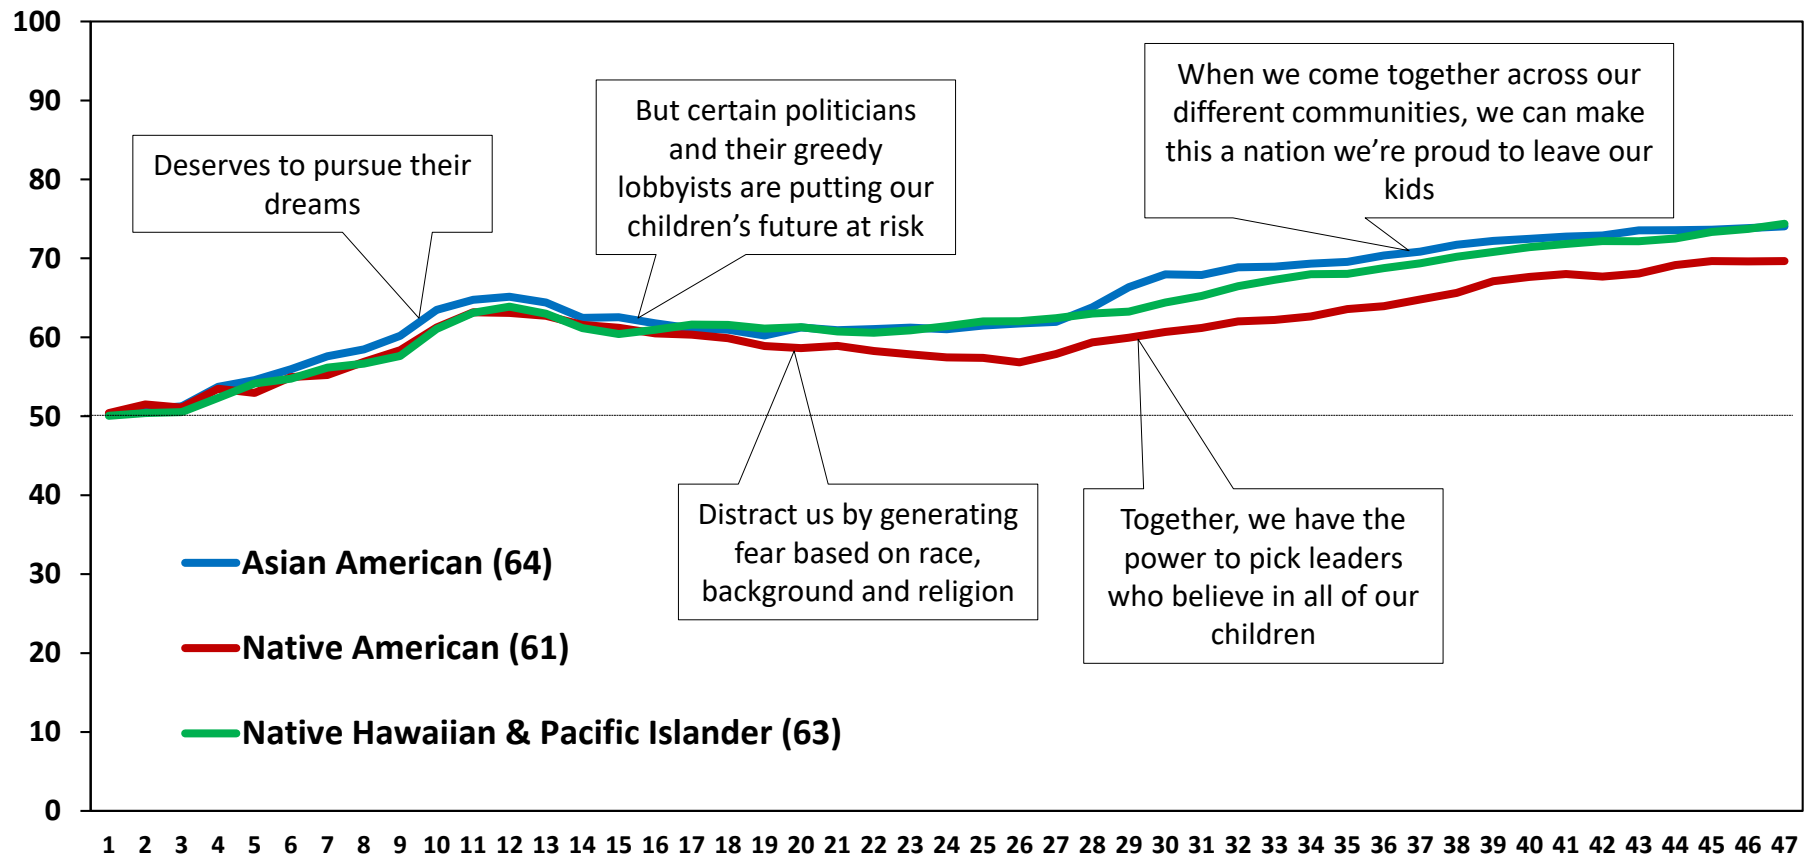 100
90
80
70
60
50
40
30
20
10
0
Deserves to pursue their
dreams
But certain politicians
and their greedy
lobbyists are putting our
children’s future at risk
When we come together across our
different communities, we can make
this a nation we’re proud to leave our
kids
Distract us by generating
fear based on race,
background and religion
Together, we have the
power to pick leaders
who believe in all of our
children
Asian American (64)
Native American (61)
Native Hawaiian & Pacific Islander (63)
1 2 3 4 5 6 7 8 9 10 11 12 13 14 15 16 17 18 19 20 21 22 23 24 25 26 27 28 29 30 31 32 33 34 35 36 37 38 39 40 41 42 43 44 45 46 47